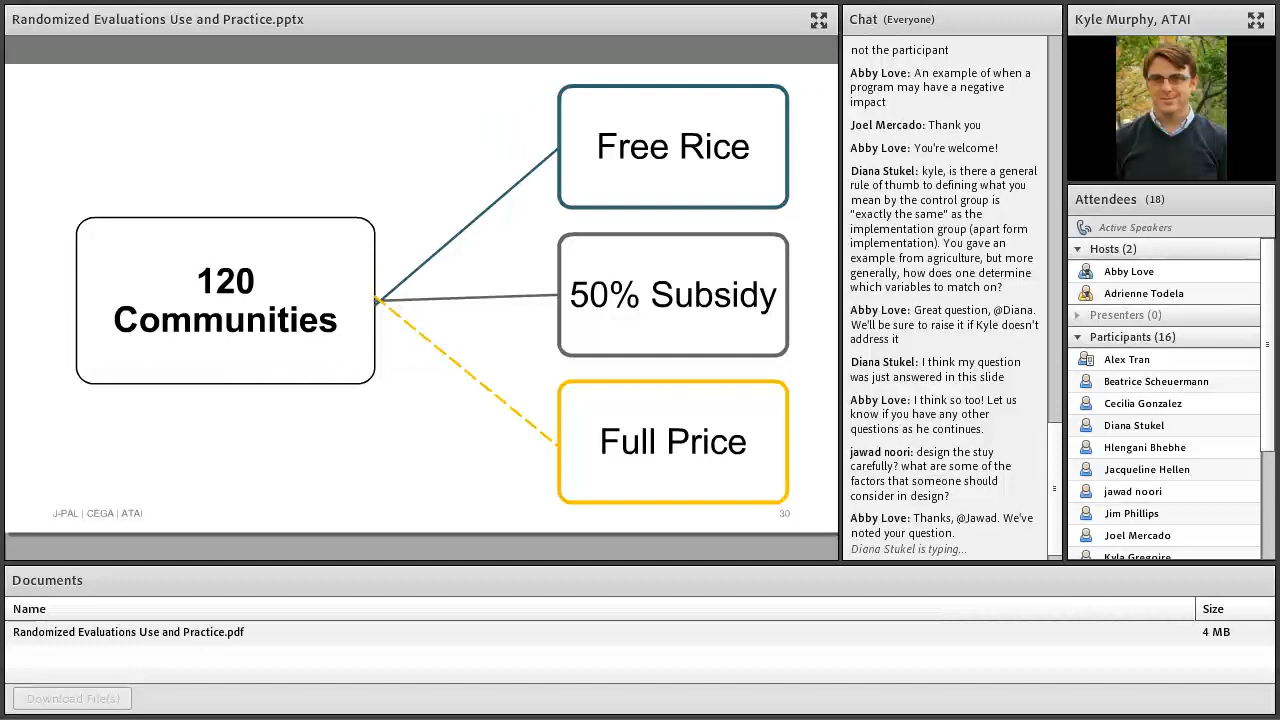 Randomized Evaluations Use and Practice.pptx
Free Rice
120
Communities
50% Subsidy
Full Price
J-PAL | CEGA | ATAI
30
Chat (Everyone)
not the participant
Abby Love: An example of when a
program may have a negative
impact
Joel Mercado: Thank you
Abby Love: You're welcome!
Diana Stukel: kyle, is there a general
rule of thumb to defining what you
mean by the control group is
"exactly the same" as the
implementation group (apart form
implementation). You gave an
example from agriculture, but more
generally, how does one determine
which variables to match on?
Abby Love: Great question, @Diana.
We'll be sure to raise it if Kyle doesn't
address it
Diana Stukel: I think my question
was just answered in this slide
Abby Love: I think so too! Let us
know if you have any other
questions as he continues.
jawad noori: design the stuy
carefully? what are some of the
factors that someone should
consider in design?
Abby Love: Thanks, @Jawad. We've
noted your question.
Diana Stukel is typing...
Kyle Murphy, ATAI
Attendees (18)
Active Speakers
Hosts (2)
Abby Love
Adrienne Todela
Presenters (0)
Participants (16)
Alex Tran
Beatrice Scheuermann
Cecilia Gonzalez
Diana Stukel
Hlengani Bhebhe
Jacqueline Hellen
jawad noori
Jim Phillips
Joel Mercado
Kyla Gregoire
Documents
Name
Size
Randomized Evaluations Use and Practice.pdf
4 MB
Download File(s)